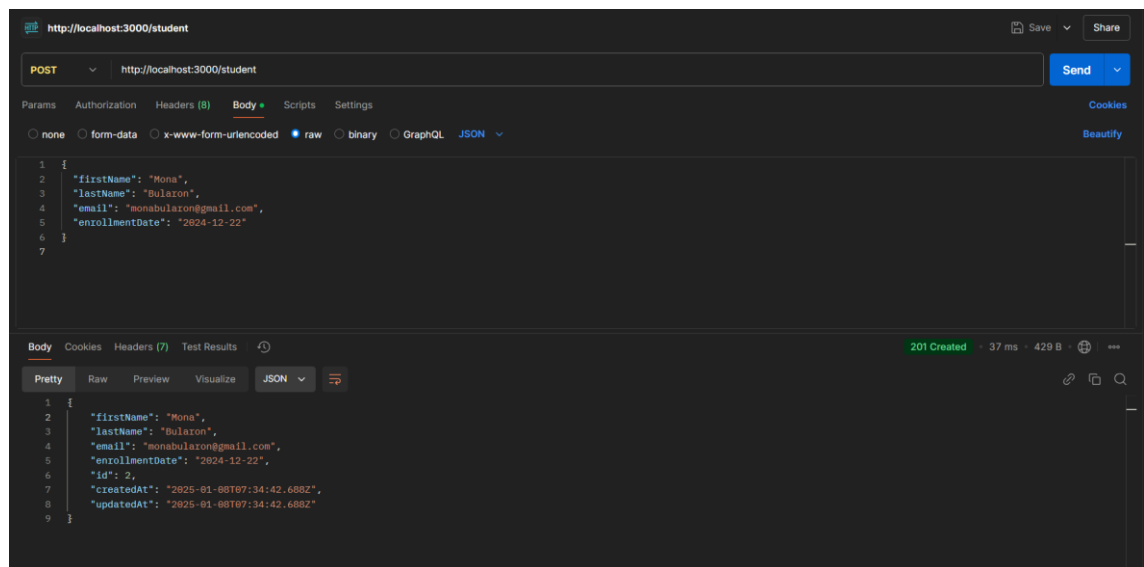 HTTP http://localhost:3000/student Save Share
POST http://localhost:3000/student Send
Params Authorization Headers (8) Body Scripts Settings Cookies
none form-data x-www-form-urlencoded raw binary GraphQL JSON Beautify
1 {
2 "firstName": "Mona",
3 "lastName": "Bularon",
4 "email": "monabularon@gmail.com",
5 "enrollmentDate": "2024-12-22"
6 }
7
Body Cookies Headers (7) Test Results 201 Created 37 ms 429 B
Pretty Raw Preview Visualize JSON
1 {
2 "firstName": "Mona",
3 "lastName": "Bularon",
4 "email": "monabularon@gmail.com",
5 "enrollmentDate": "2024-12-22",
6 "id": 2,
7 "createdAt": "2025-01-08T07:34:42.688Z",
8 "updatedAt": "2025-01-08T07:34:42.688Z"
9 }